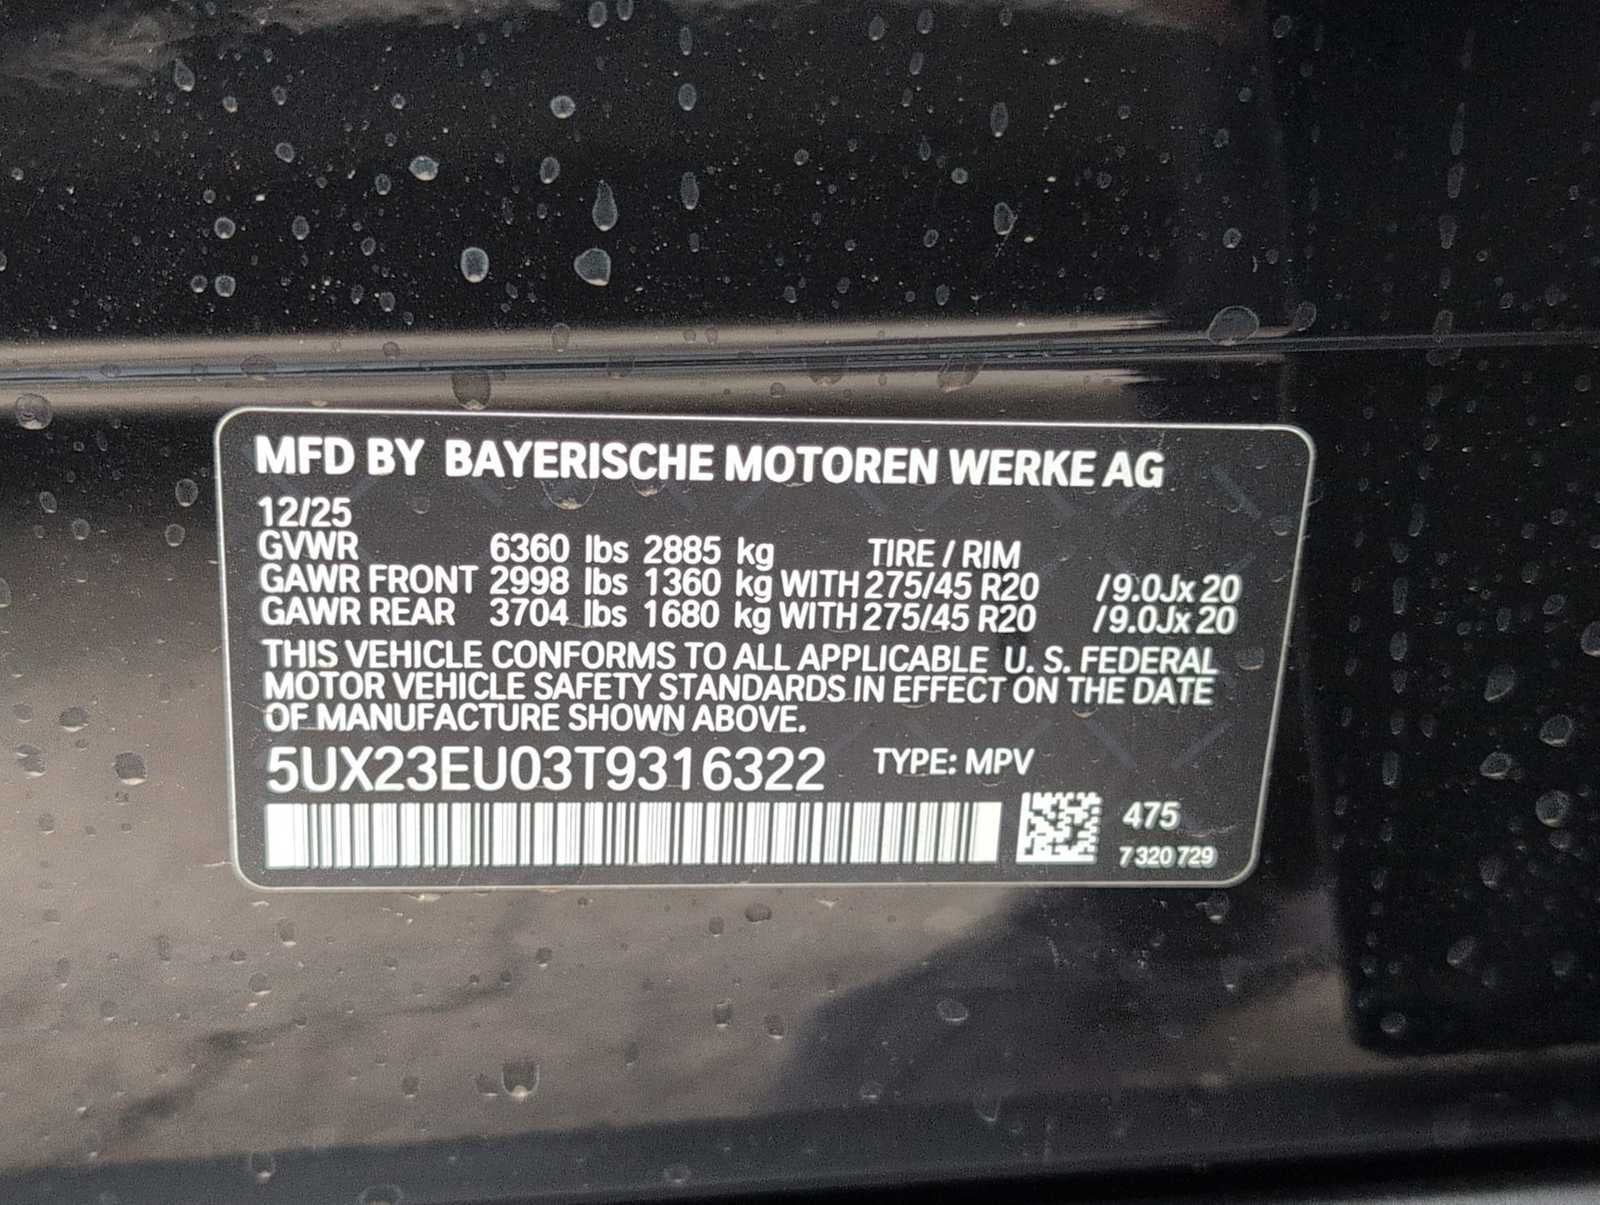 MFD BY BAYERISCHE MOTOREN WERKE AG
12/25
GVWR 6360 lbs 2885 kg TIRE / RIM
GAWR FRONT 2998 lbs 1360 kg WITH 275/45 R20 /9.0Jx20
GAWR REAR 3704 lbs 1680 kg WITH 275/45 R20 /9.0Jx20
THIS VEHICLE CONFORMS TO ALL APPLICABLE U. S. FEDERAL
MOTOR VEHICLE SAFETY STANDARDS IN EFFECT ON THE DATE
OF MANUFACTURE SHOWN ABOVE.
5UX23EU03T9316322 TYPE: MPV
475
7 320 729